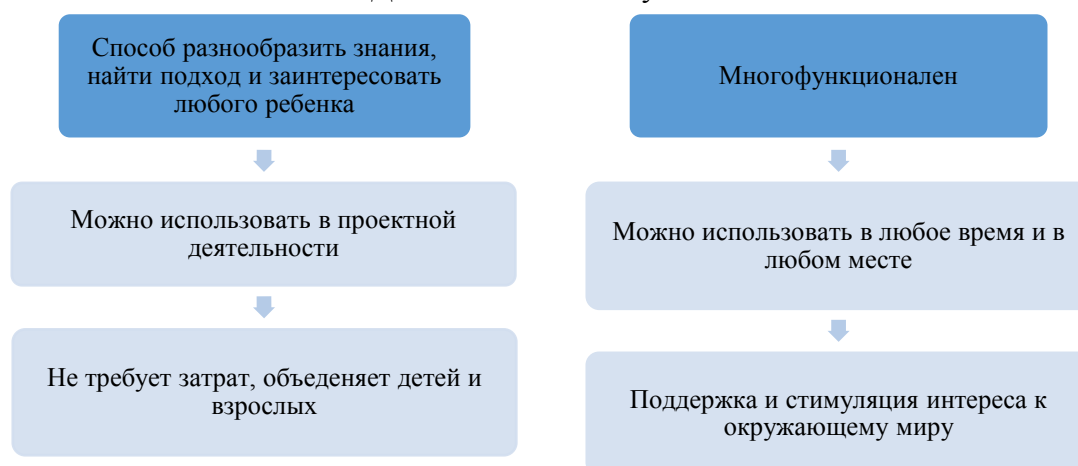 Способ разнообразить знания,
найти подход и заинтересовать
любого ребенка
Можно использовать в проектной
деятельности
Не требует затрат, объеденяет детей и
взрослых
Многофункционален
Можно использовать в любое время и в
любом месте
Поддержка и стимуляция интереса к
окружающему миру